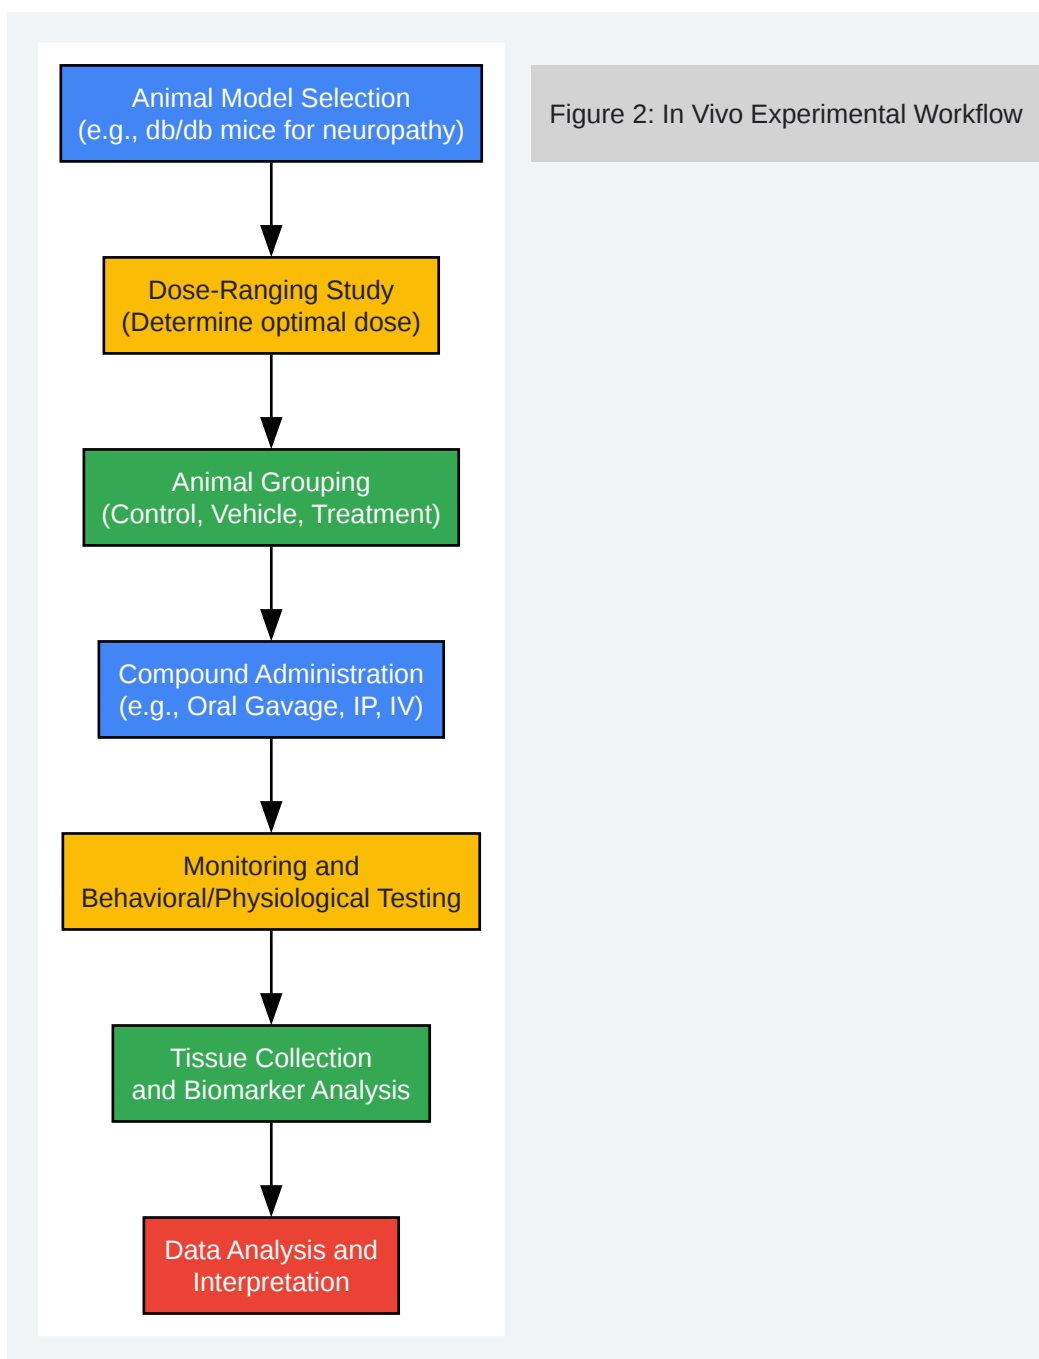 Animal Model Selection
(e.g., db/db mice for neuropathy)
Figure 2: In Vivo Experimental Workflow
Dose-Ranging Study
(Determine optimal dose)
Animal Grouping
(Control, Vehicle, Treatment)
Compound Administration
(e.g., Oral Gavage, IP, IV)
Monitoring and
Behavioral/Physiological Testing
Tissue Collection
and Biomarker Analysis
Data Analysis and
Interpretation